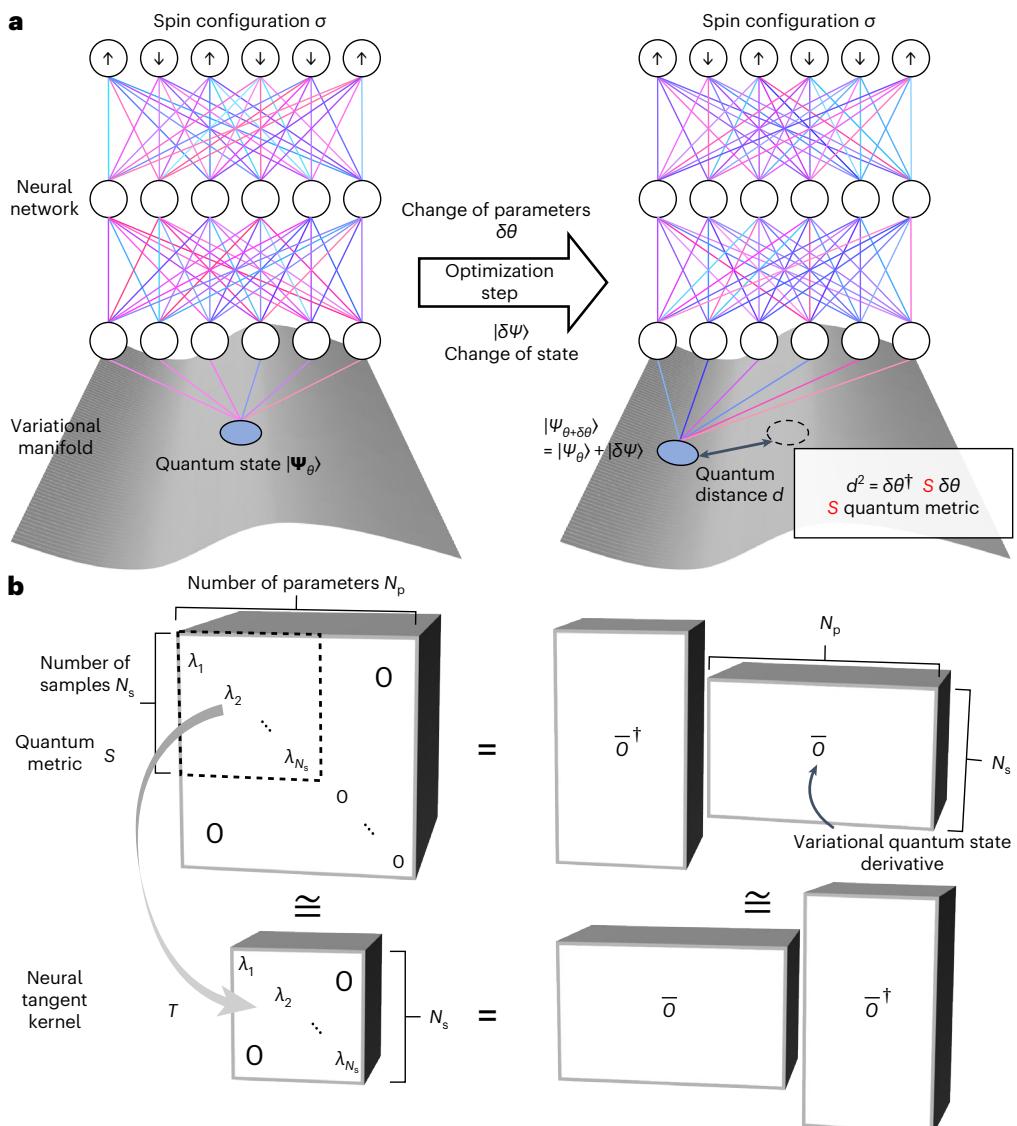 a
Spin configuration σ
Spin configuration σ
↑ ↓ ↑ ↓ ↓ ↑
↑ ↓ ↑ ↓ ↓ ↑
Neural
network
Change of parameters
δθ
Optimization
step
|δΨ⟩
Change of state
Variational
manifold
Quantum state |Ψθ⟩
|Ψθ+δθ⟩
= |Ψθ⟩ + |δΨ⟩
Quantum
distance d
d² = δθ† S δθ
S quantum metric
b
Number of parameters Np
Number of
samples Ns
Quantum
metric S
λ1
λ2
⋱
λNs
0
0
0
⋱
0
=
O̅†
Np
O̅
Ns
Variational quantum state
derivative
≅
≅
Neural
tangent
kernel
T
λ1
λ2
⋱
λNs
0
0
Ns
=
O̅
O̅†